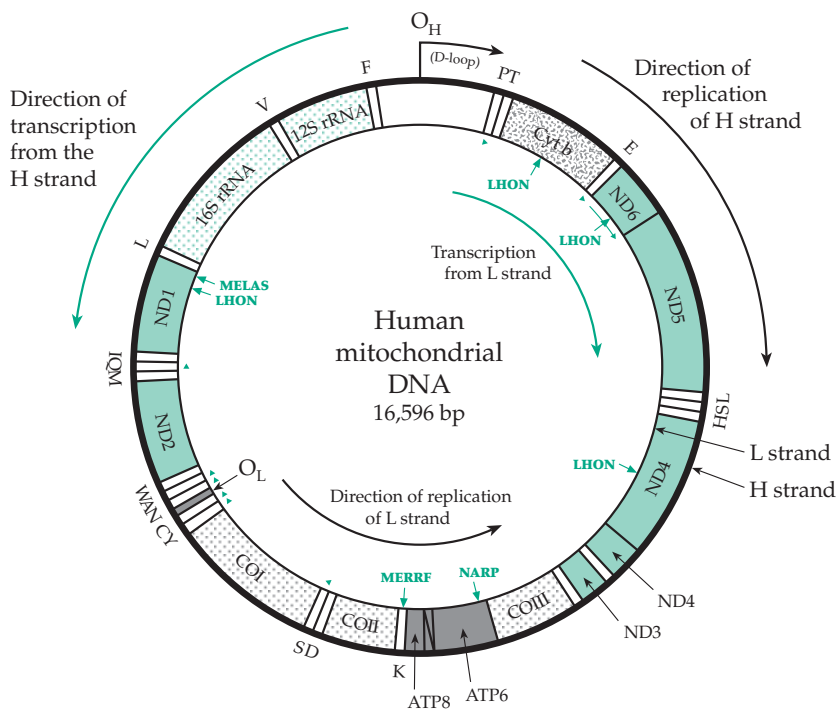 O_H
(D-loop)
F
PT
V
12S rRNA
Cyt b
E
Direction of
replication
of H strand
Direction of
transcription
from the
H strand
16S rRNA
LHON
ND6
LHON
L
Transcription
from L strand
MELAS
LHON
ND1
ND5
Human
mitochondrial
DNA
16,596 bp
IQM
HSL
ND2
L strand
LHON
ND4
H strand
O_L
Direction of replication
of L strand
WAN CY
COI
MERRF
NARP
COIII
ND4
ND3
COII
SD
K
ATP8
ATP6